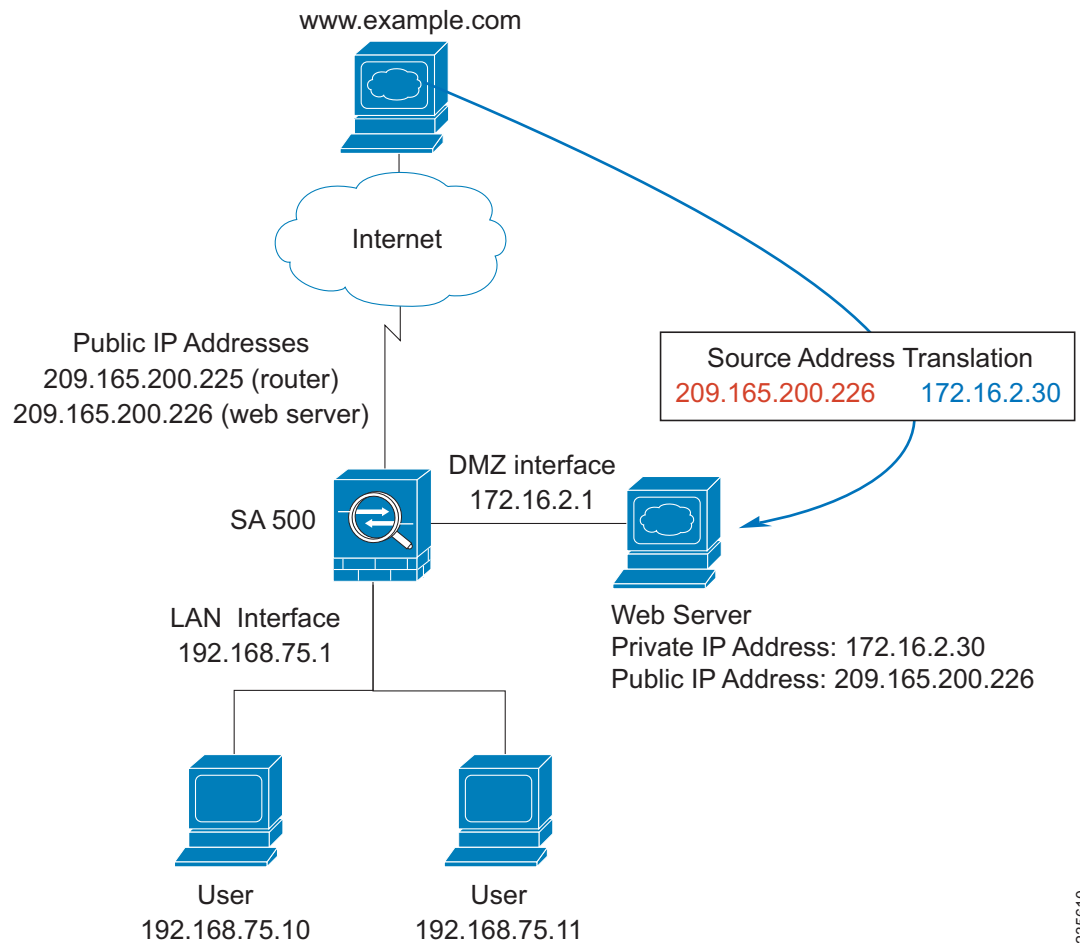 www.example.com
Internet
Public IP Addresses
209.165.200.225 (router)
209.165.200.226 (web server)
Source Address Translation
209.165.200.226 172.16.2.30
DMZ interface
172.16.2.1
SA 500
LAN Interface
192.168.75.1
Web Server
Private IP Address: 172.16.2.30
Public IP Address: 209.165.200.226
User
192.168.75.10
User
192.168.75.11